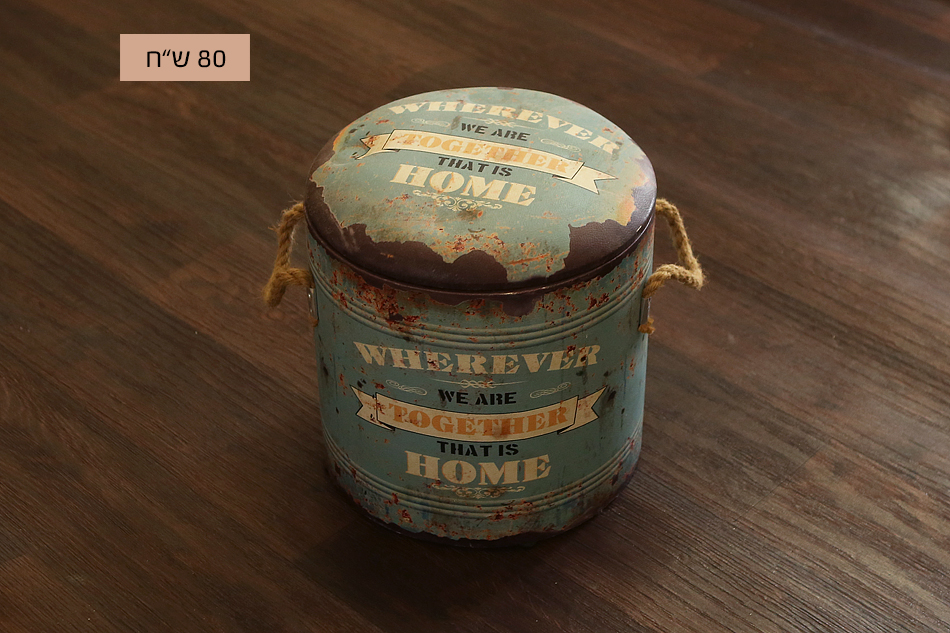 80 ש"ח
WHEREVER
WE ARE
TOGETHER
THAT IS
HOME
WHEREVER
WE ARE
TOGETHER
THAT IS
HOME